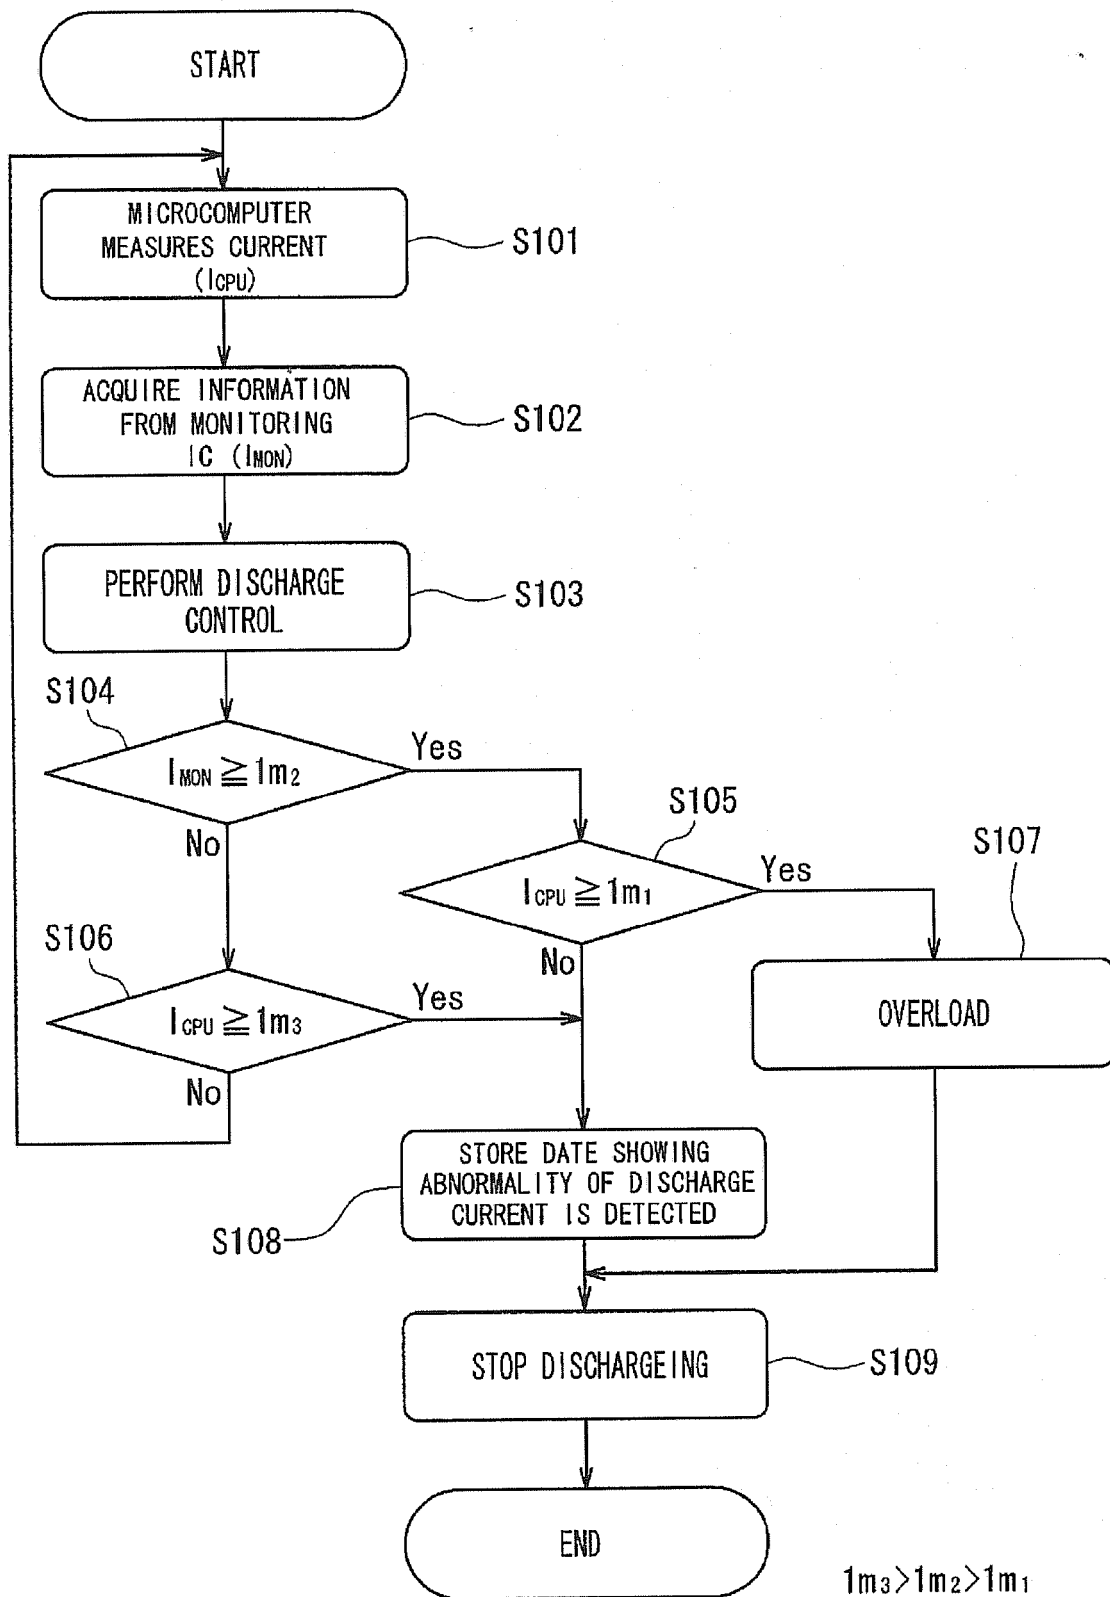 START
MICROCOMPUTER
MEASURES CURRENT
(ICPU)
S101
ACQUIRE INFORMATION
FROM MONITORING
IC (IMON)
S102
PERFORM DISCHARGE
CONTROL
S103
S104
IMON ≧ 1m2
Yes
No
S105
ICPU ≧ 1m1
Yes
No
S107
OVERLOAD
S106
ICPU ≧ 1m3
Yes
No
STORE DATE SHOWING
ABNORMALITY OF DISCHARGE
CURRENT IS DETECTED
S108
STOP DISCHARGEING
S109
END
1m3>1m2>1m1